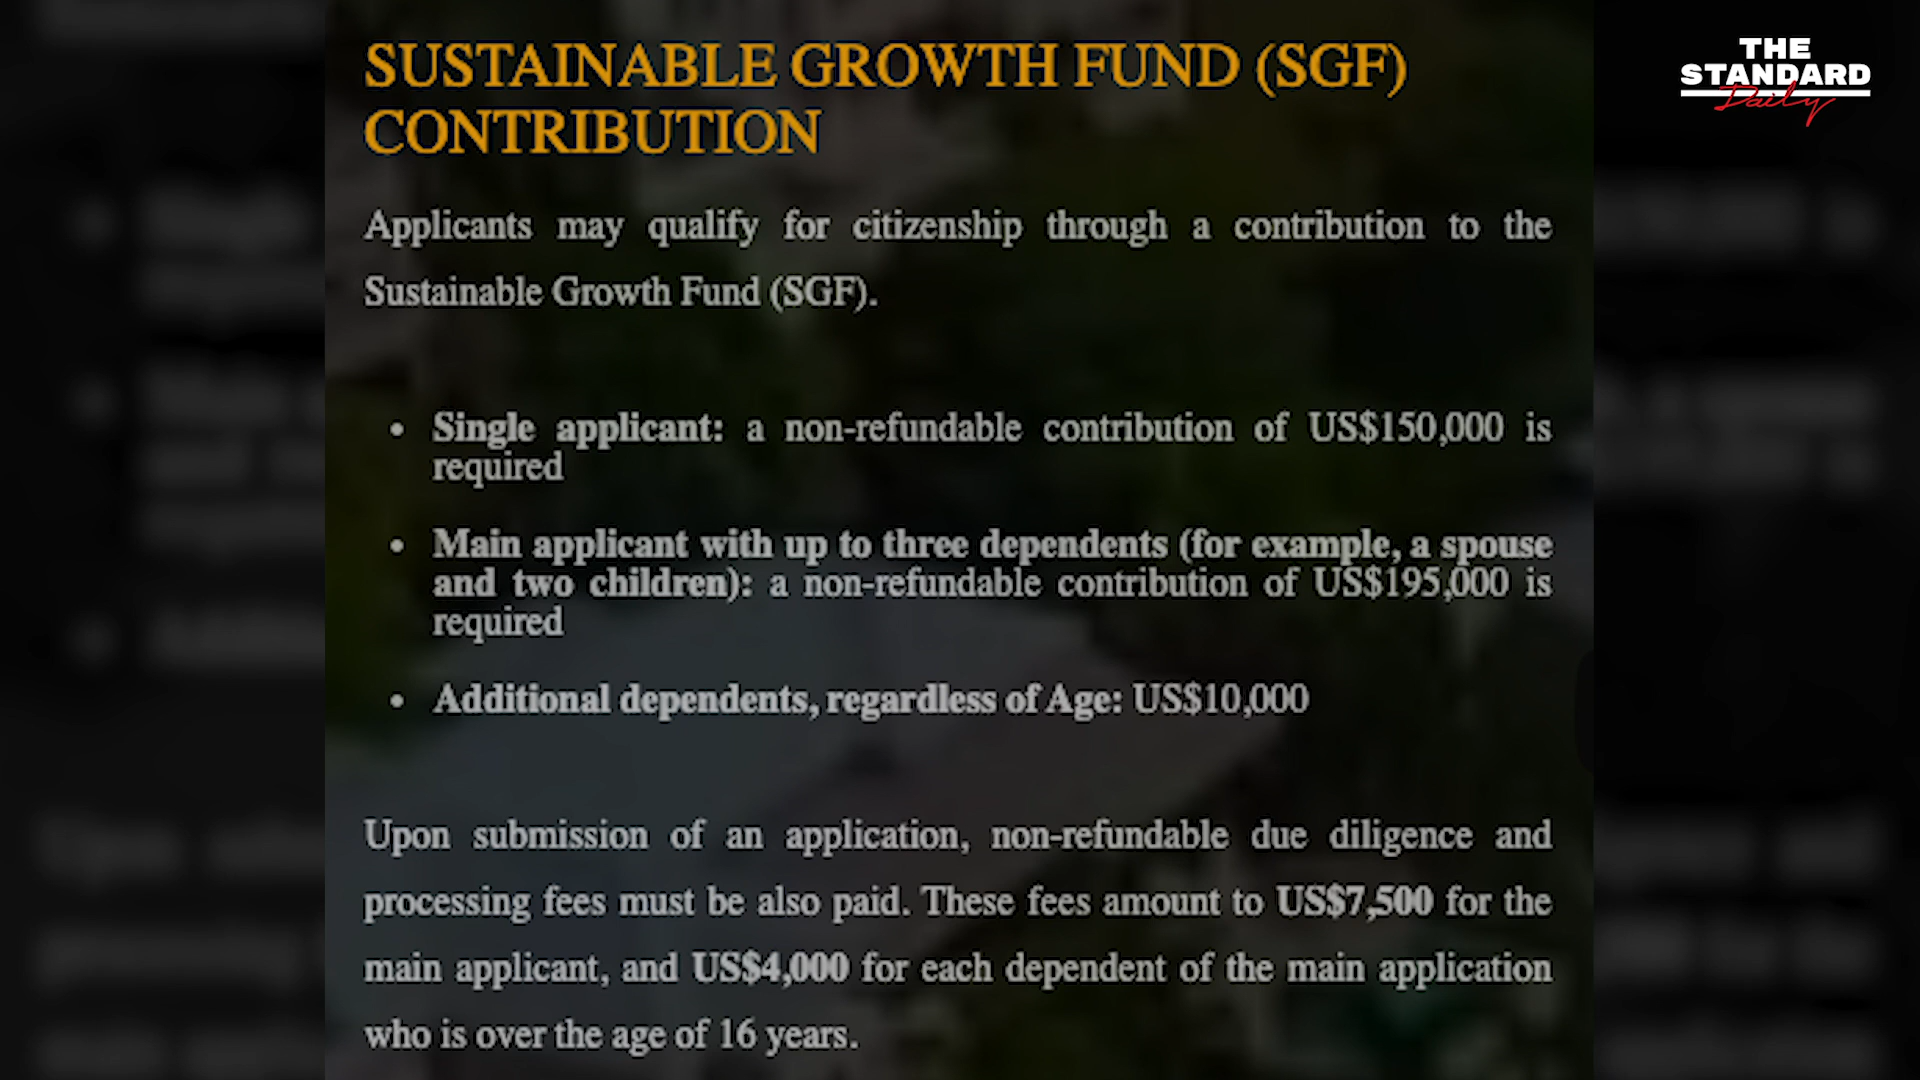 SUSTAINABLE GROWTH FUND (SGF)
CONTRIBUTION
THE
STANDARD
Daily
Applicants may qualify for citizenship through a contribution to the
Sustainable Growth Fund (SGF).
• Single applicant: a non-refundable contribution of US$150,000 is
required
• Main applicant with up to three dependents (for example, a spouse
and two children): a non-refundable contribution of US$195,000 is
required
• Additional dependents, regardless of Age: US$10,000
Upon submission of an application, non-refundable due diligence and
processing fees must be also paid. These fees amount to US$7,500 for the
main applicant, and US$4,000 for each dependent of the main application
who is over the age of 16 years.